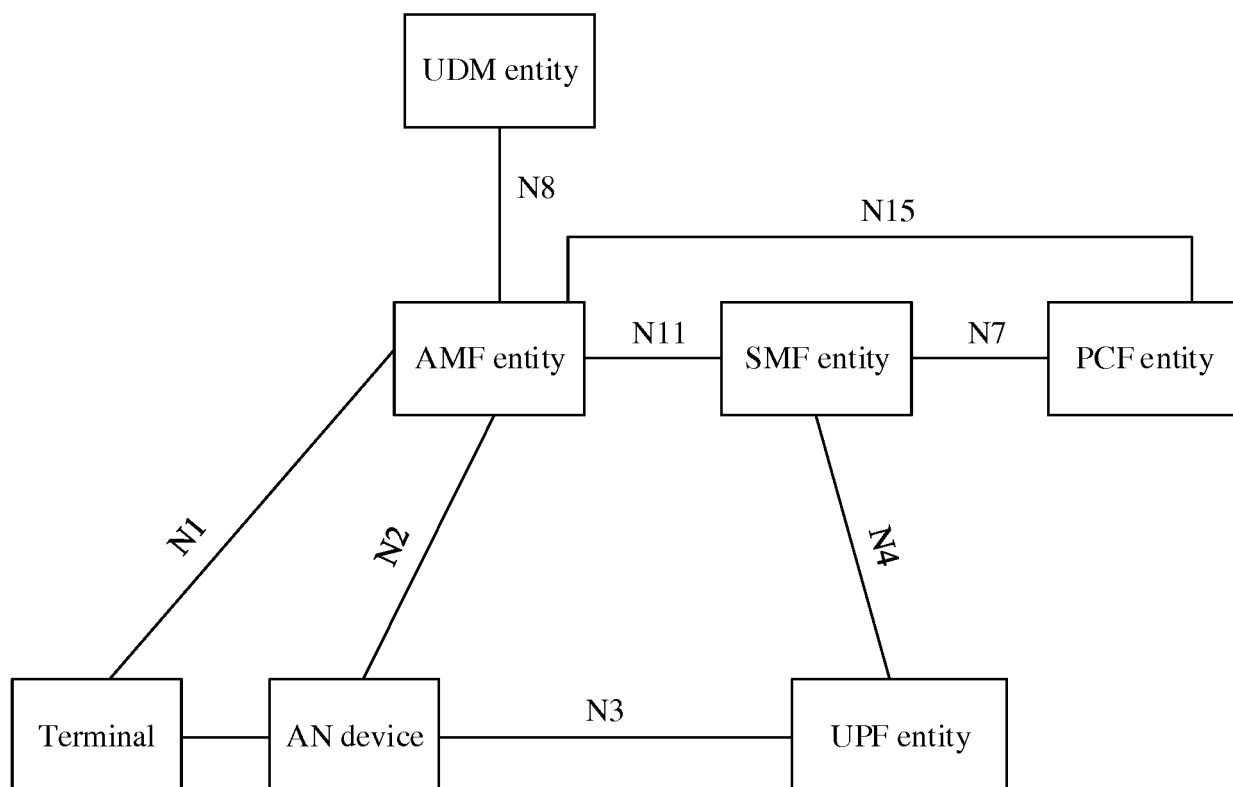 UDM entity
N8
N15
AMF entity
N11
SMF entity
N7
PCF entity
N1
N2
N4
Terminal
AN device
N3
UPF entity